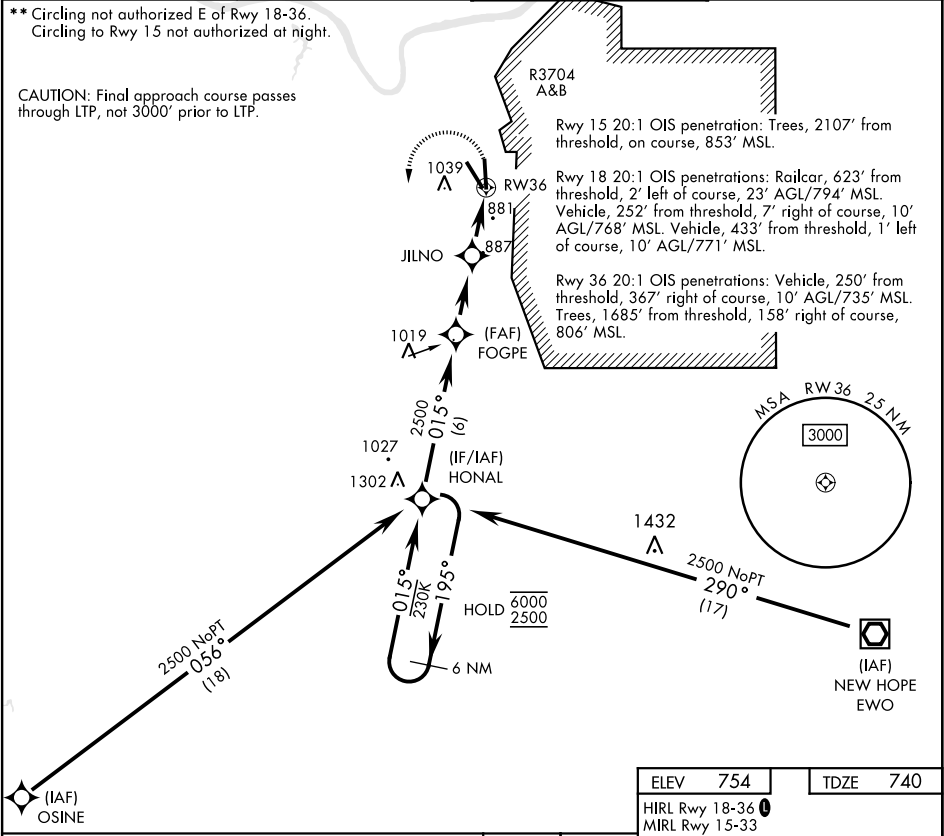 ** Circling not authorized E of Rwy 18-36.
Circling to Rwy 15 not authorized at night.
CAUTION: Final approach course passes
through LTP, not 3000' prior to LTP.
R3704
A&B
Rwy 15 20:1 OIS penetration: Trees, 2107' from
threshold, on course, 853' MSL.
Rwy 18 20:1 OIS penetrations: Railcar, 623' from
threshold, 2' left of course, 23' AGL/794' MSL.
Vehicle, 252' from threshold, 7' right of course, 10'
AGL/768' MSL. Vehicle, 433' from threshold, 1' left
of course, 10' AGL/771' MSL.
Rwy 36 20:1 OIS penetrations: Vehicle, 250' from
threshold, 367' right of course, 10' AGL/735' MSL.
Trees, 1685' from threshold, 158' right of course,
806' MSL.
1039
RW36
881
JILNO
887
1019
(FAF)
FOGPE
2500
015°
(6)
MSA RW36 25 NM
3000
1027
1302
(IF/IAF)
HONAL
1432
2500 NoPT
290°
(17)
015°
230K
195°
HOLD
6000
2500
6 NM
2500 NoPT
056°
(18)
(IAF)
NEW HOPE
EWO
(IAF)
OSINE
ELEV 754
TDZE 740
HIRL Rwy 18-36 L
MIRL Rwy 15-33